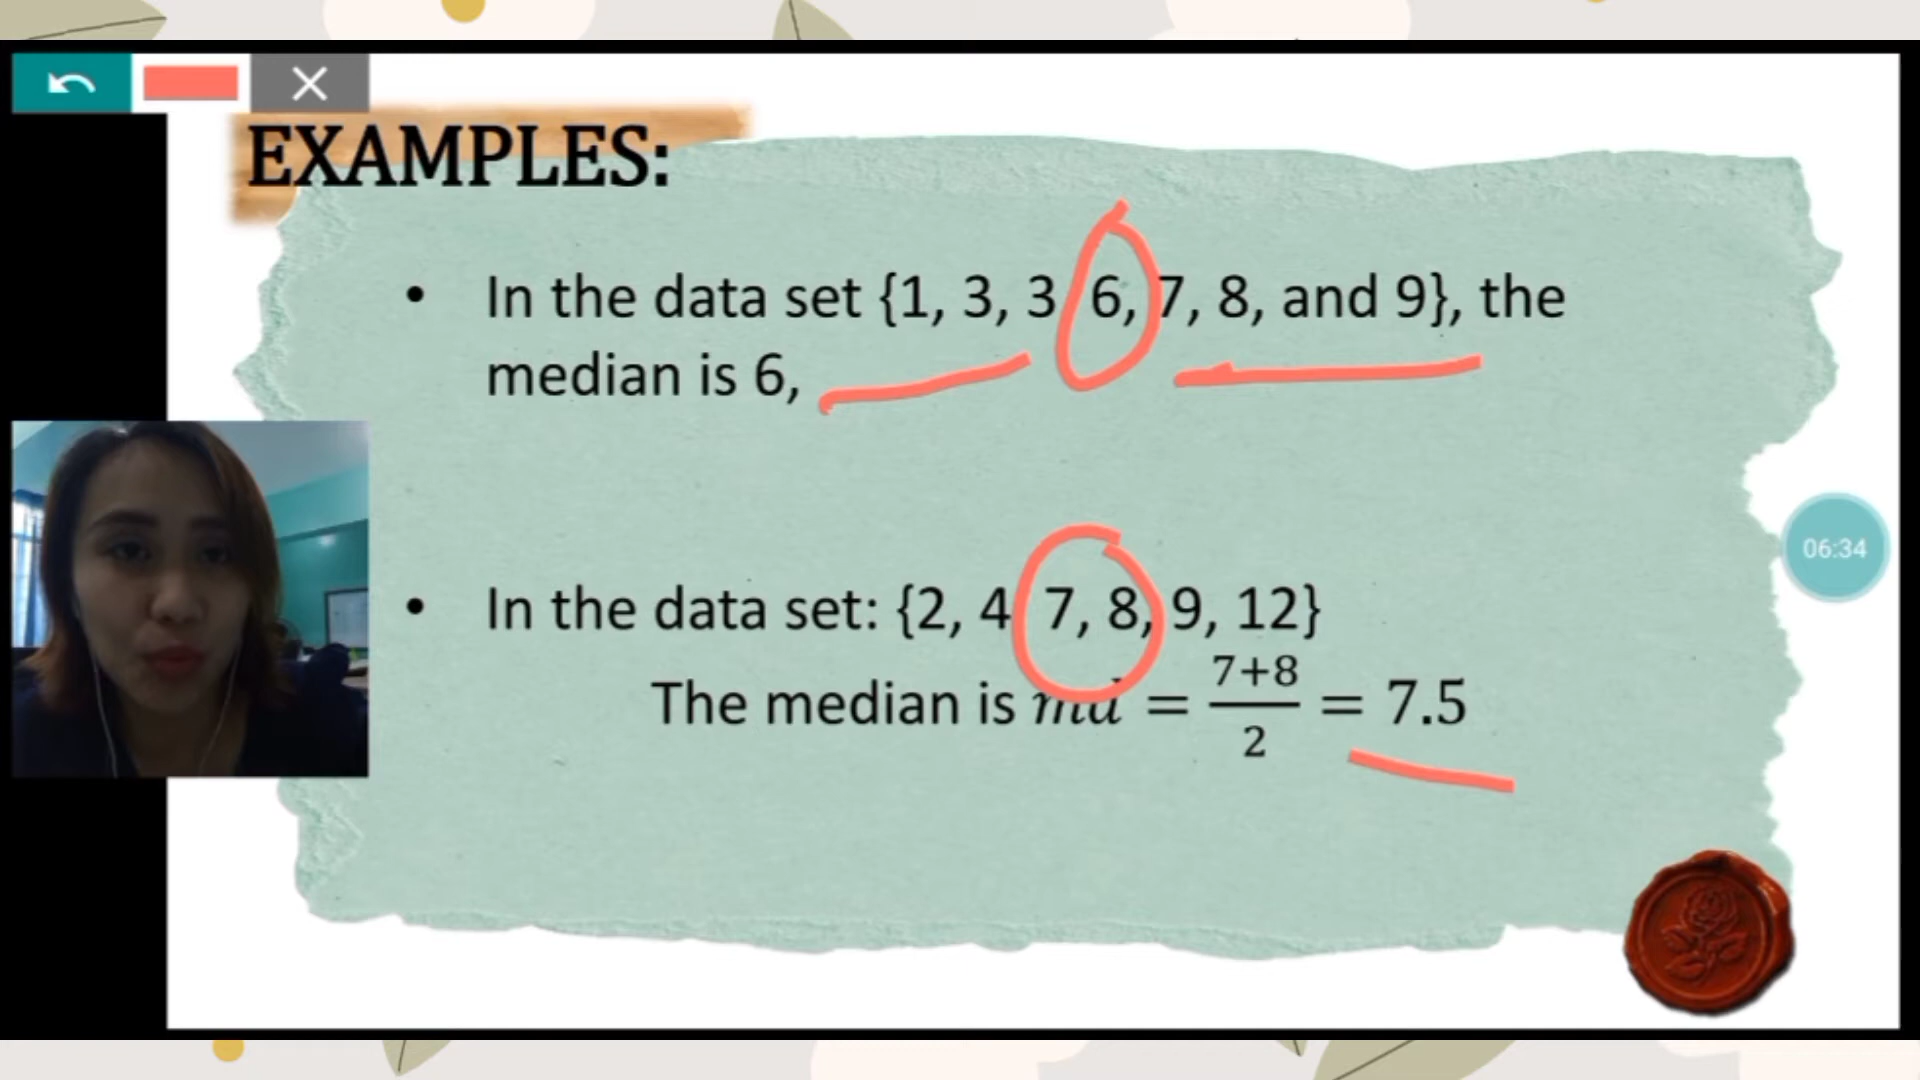 EXAMPLES:
• In the data set {1, 3, 3, 6, 7, 8, and 9}, the
median is 6,
06:34
• In the data set: {2, 4, 7, 8, 9, 12}
The median is md = 7+8/2 = 7.5